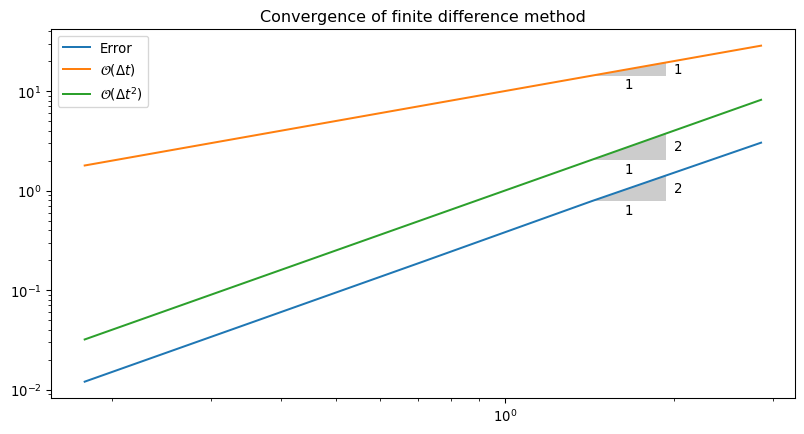 Convergence of finite difference method
Error
𝒪(Δt)
𝒪(Δt²)
10¹
10⁰
10⁻¹
10⁻²
1
1
2
1
2
1
10⁰